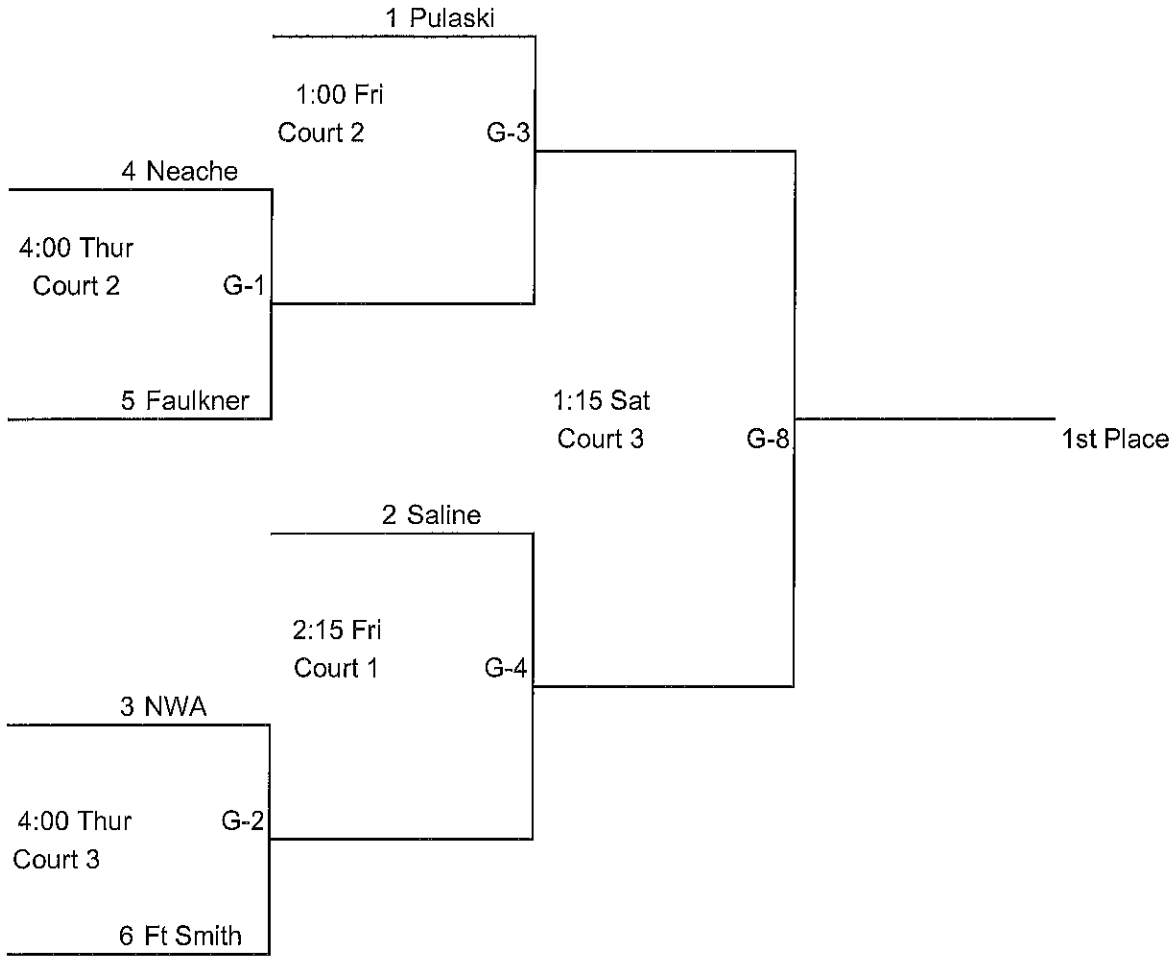 1 Pulaski
1:00 Fri
Court 2
G-3
4 Neache
4:00 Thur
Court 2
G-1
5 Faulkner
1:15 Sat
Court 3
G-8
1st Place
2 Saline
2:15 Fri
Court 1
G-4
3 NWA
4:00 Thur
Court 3
G-2
6 Ft Smith